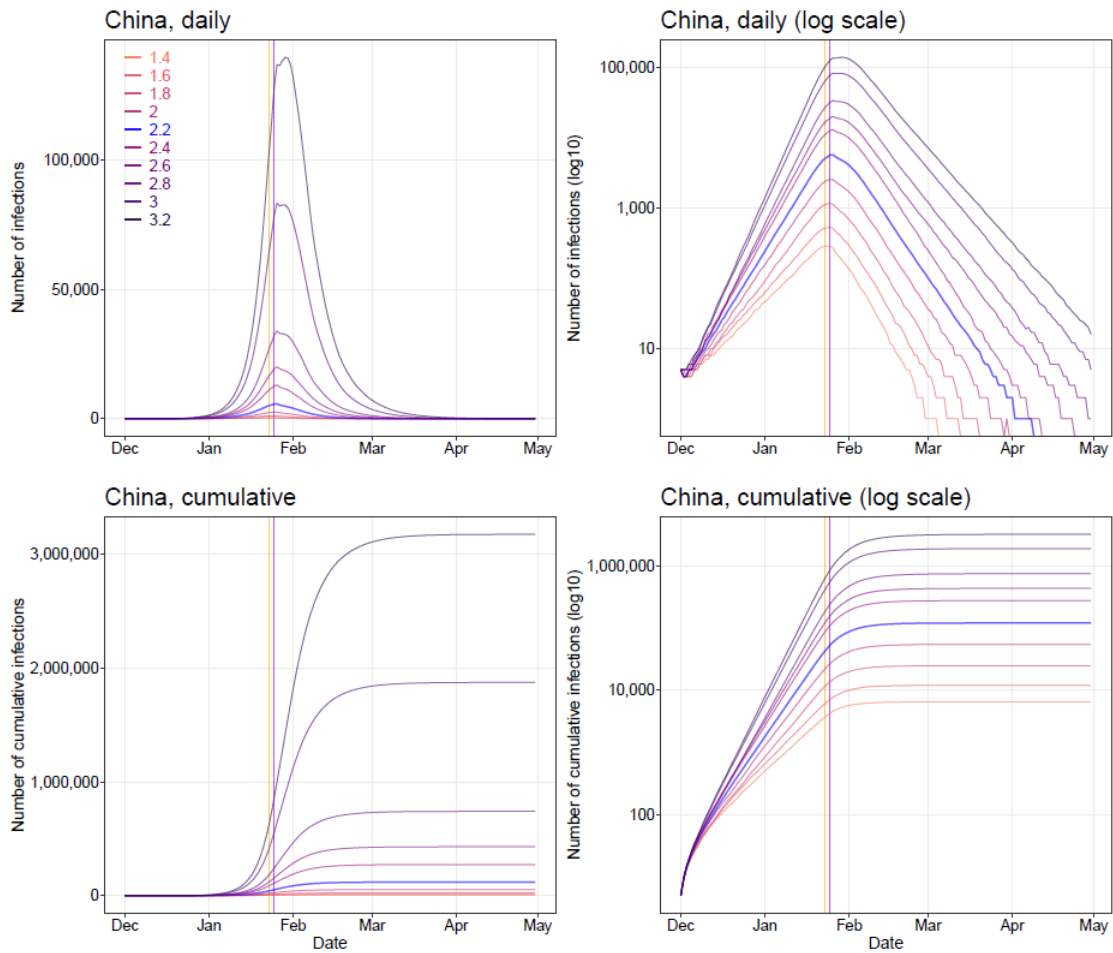 China, daily
Number of infections
100,000
50,000
0
1.4
1.6
1.8
2
2.2
2.4
2.6
2.8
3
3.2
Dec Jan Feb Mar Apr May
China, daily (log scale)
Number of infections (log10)
100,000
1,000
10
Dec Jan Feb Mar Apr May
China, cumulative
Number of cumulative infections
3,000,000
2,000,000
1,000,000
0
Dec Jan Feb Mar Apr May
Date
China, cumulative (log scale)
Number of cumulative infections (log10)
1,000,000
10,000
100
Dec Jan Feb Mar Apr May
Date